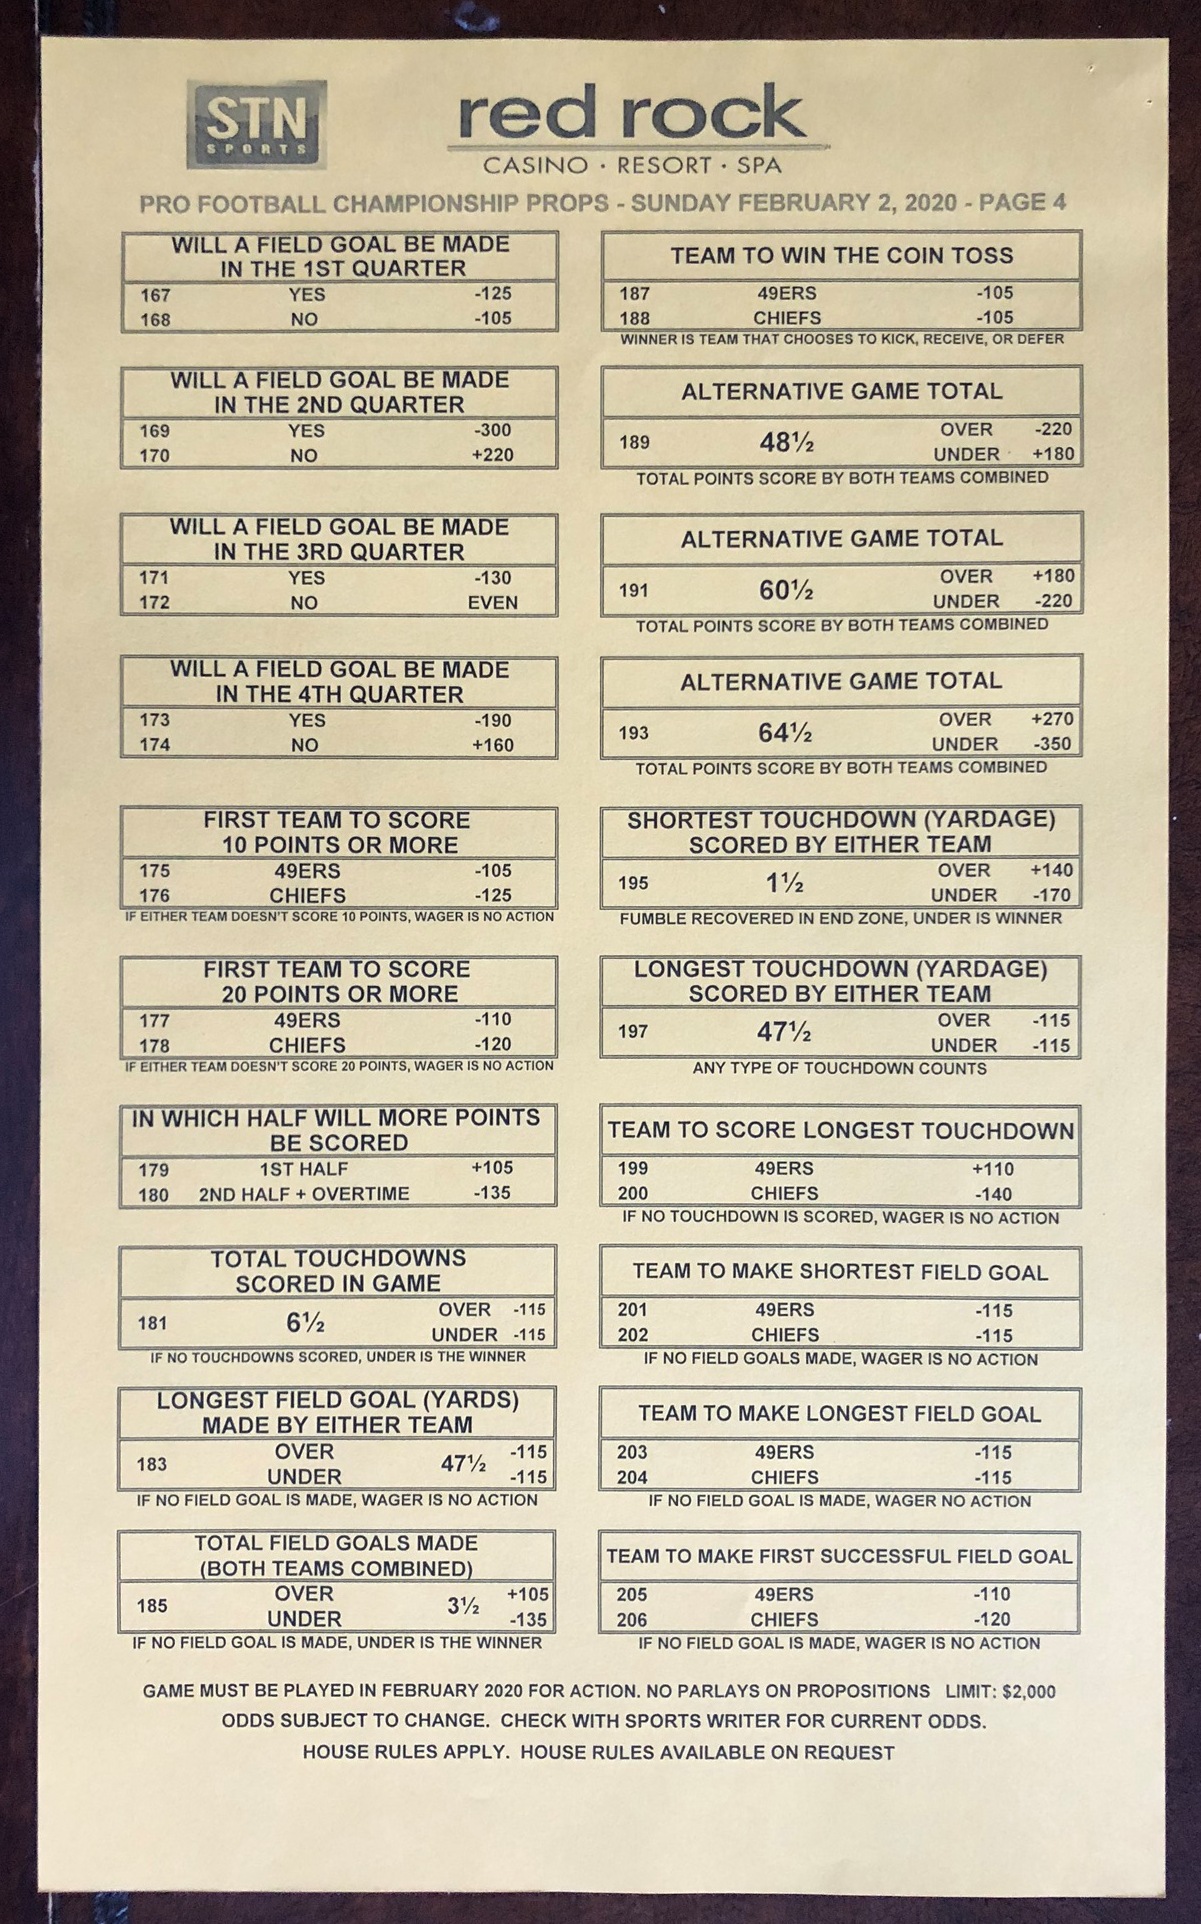 STN
SPORTS
red rock
CASINO · RESORT · SPA
PRO FOOTBALL CHAMPIONSHIP PROPS - SUNDAY FEBRUARY 2, 2020 - PAGE 4
WILL A FIELD GOAL BE MADE
IN THE 1ST QUARTER
167 YES -125
168 NO -105
WILL A FIELD GOAL BE MADE
IN THE 2ND QUARTER
169 YES -300
170 NO +220
WILL A FIELD GOAL BE MADE
IN THE 3RD QUARTER
171 YES -130
172 NO EVEN
WILL A FIELD GOAL BE MADE
IN THE 4TH QUARTER
173 YES -190
174 NO +160
FIRST TEAM TO SCORE
10 POINTS OR MORE
175 49ERS -105
176 CHIEFS -125
IF EITHER TEAM DOESN'T SCORE 10 POINTS, WAGER IS NO ACTION
FIRST TEAM TO SCORE
20 POINTS OR MORE
177 49ERS -110
178 CHIEFS -120
IF EITHER TEAM DOESN'T SCORE 20 POINTS, WAGER IS NO ACTION
IN WHICH HALF WILL MORE POINTS
BE SCORED
179 1ST HALF +105
180 2ND HALF + OVERTIME -135
TOTAL TOUCHDOWNS
SCORED IN GAME
OVER -115
181 6½
UNDER -115
IF NO TOUCHDOWNS SCORED, UNDER IS THE WINNER
LONGEST FIELD GOAL (YARDS)
MADE BY EITHER TEAM
OVER -115
183 47½
UNDER -115
IF NO FIELD GOAL IS MADE, WAGER IS NO ACTION
TOTAL FIELD GOALS MADE
(BOTH TEAMS COMBINED)
OVER +105
185 3½
UNDER -135
IF NO FIELD GOAL IS MADE, UNDER IS THE WINNER
TEAM TO WIN THE COIN TOSS
187 49ERS -105
188 CHIEFS -105
WINNER IS TEAM THAT CHOOSES TO KICK, RECEIVE, OR DEFER
ALTERNATIVE GAME TOTAL
OVER -220
189 48½
UNDER +180
TOTAL POINTS SCORE BY BOTH TEAMS COMBINED
ALTERNATIVE GAME TOTAL
OVER +180
191 60½
UNDER -220
TOTAL POINTS SCORE BY BOTH TEAMS COMBINED
ALTERNATIVE GAME TOTAL
OVER +270
193 64½
UNDER -350
TOTAL POINTS SCORE BY BOTH TEAMS COMBINED
SHORTEST TOUCHDOWN (YARDAGE)
SCORED BY EITHER TEAM
OVER +140
195 1½
UNDER -170
FUMBLE RECOVERED IN END ZONE, UNDER IS WINNER
LONGEST TOUCHDOWN (YARDAGE)
SCORED BY EITHER TEAM
OVER -115
197 47½
UNDER -115
ANY TYPE OF TOUCHDOWN COUNTS
TEAM TO SCORE LONGEST TOUCHDOWN
199 49ERS +110
200 CHIEFS -140
IF NO TOUCHDOWN IS SCORED, WAGER IS NO ACTION
TEAM TO MAKE SHORTEST FIELD GOAL
201 49ERS -115
202 CHIEFS -115
IF NO FIELD GOALS MADE, WAGER IS NO ACTION
TEAM TO MAKE LONGEST FIELD GOAL
203 49ERS -115
204 CHIEFS -115
IF NO FIELD GOAL IS MADE, WAGER NO ACTION
TEAM TO MAKE FIRST SUCCESSFUL FIELD GOAL
205 49ERS -110
206 CHIEFS -120
IF NO FIELD GOAL IS MADE, WAGER IS NO ACTION
GAME MUST BE PLAYED IN FEBRUARY 2020 FOR ACTION. NO PARLAYS ON PROPOSITIONS LIMIT: $2,000
ODDS SUBJECT TO CHANGE. CHECK WITH SPORTS WRITER FOR CURRENT ODDS.
HOUSE RULES APPLY. HOUSE RULES AVAILABLE ON REQUEST